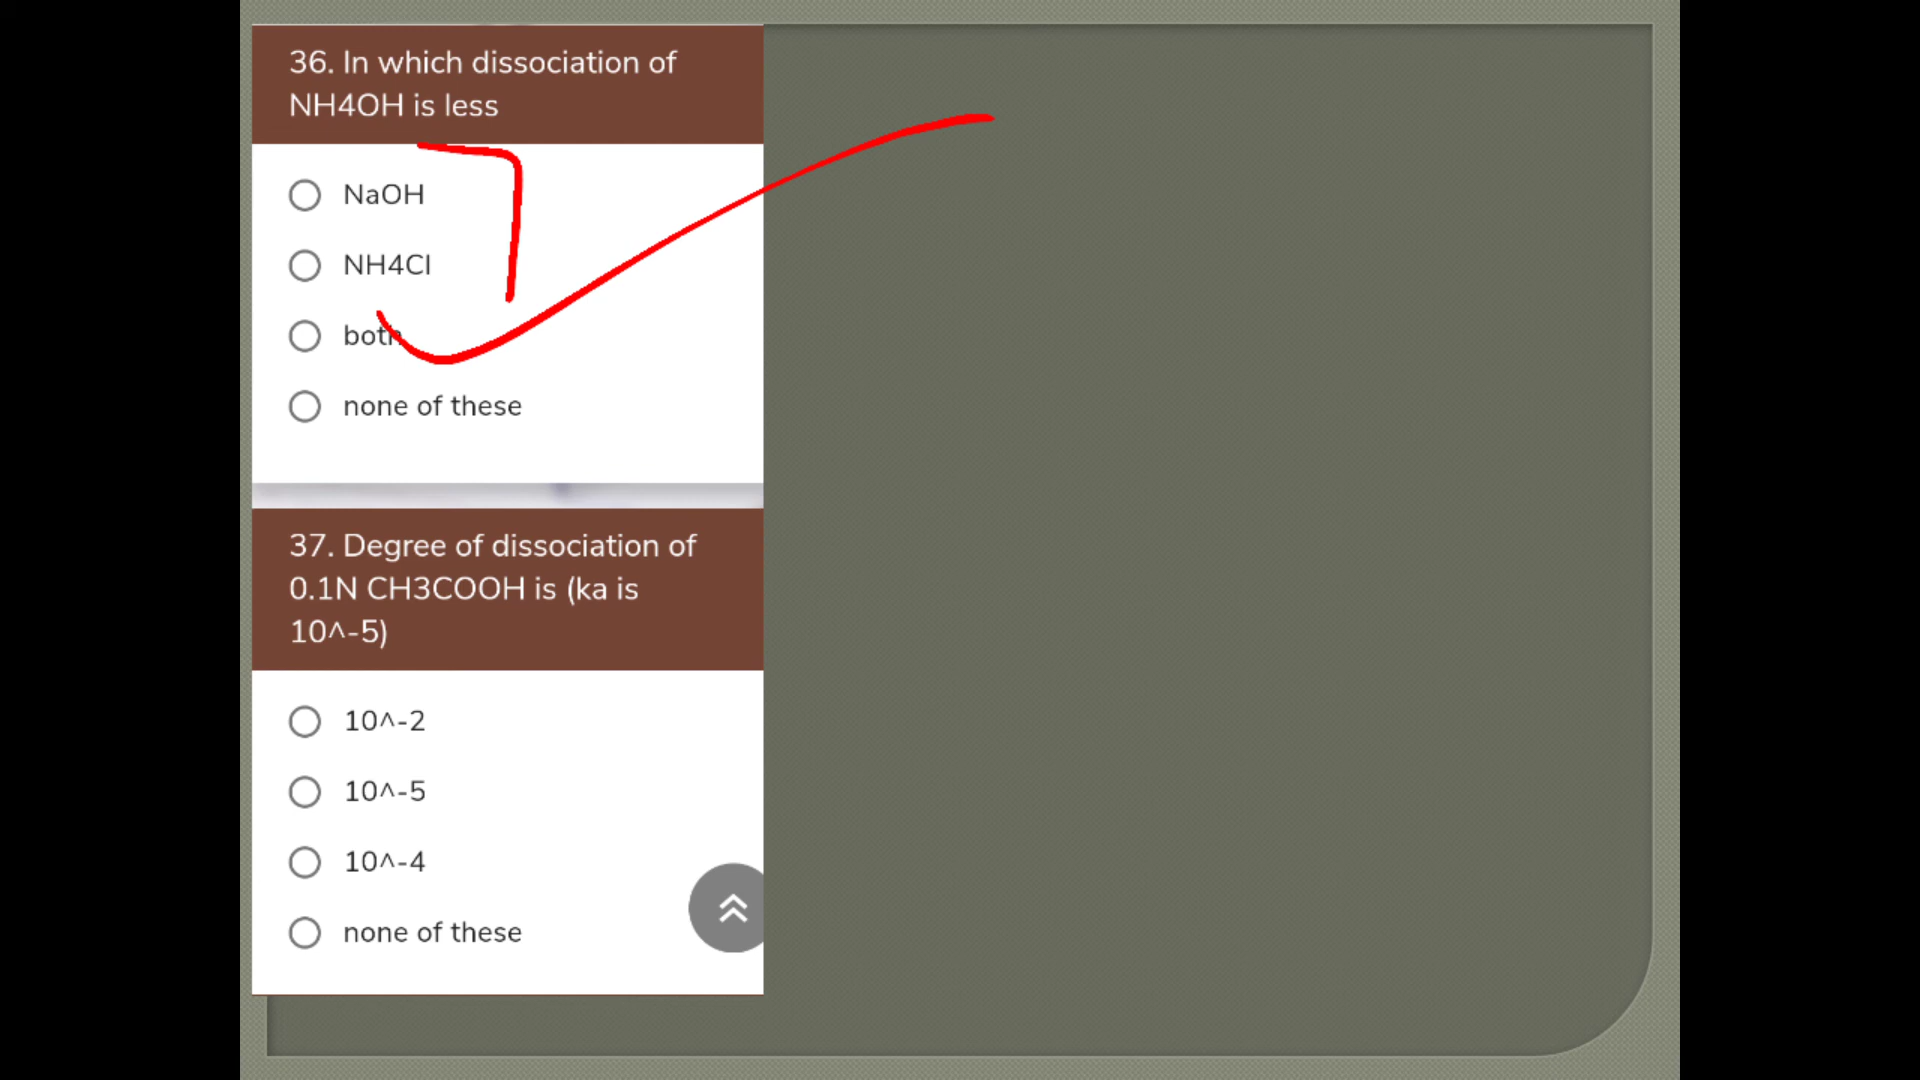 36. In which dissociation of
NH4OH is less
NaOH
NH4Cl
both
none of these
37. Degree of dissociation of
0.1N CH3COOH is (ka is
10^-5)
10^-2
10^-5
10^-4
none of these